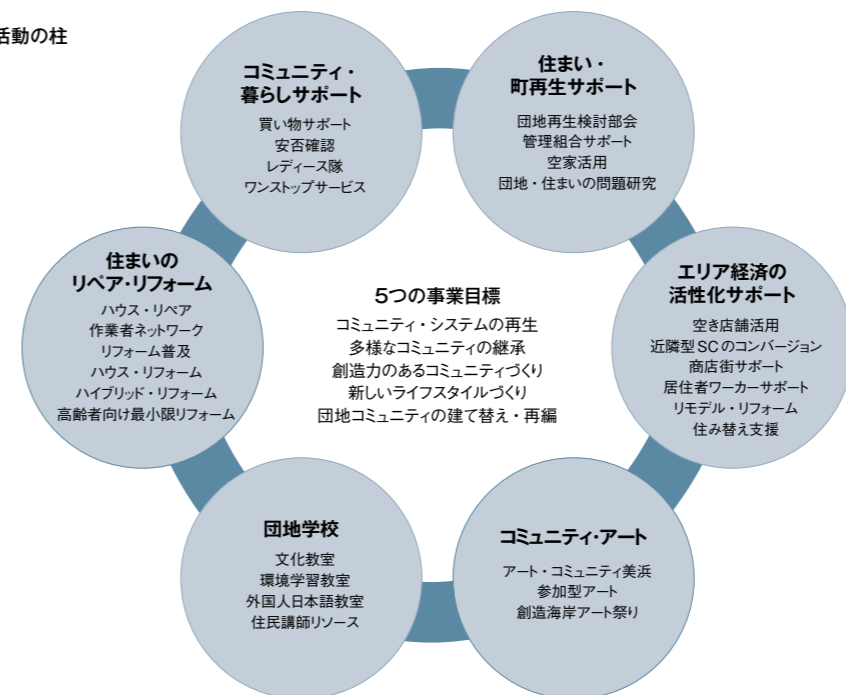 活動の柱
コミュニティ・
暮らしサポート
買い物サポート
安否確認
レディース隊
ワンストップサービス
住まい・
町再生サポート
団地再生検討部会
管理組合サポート
空家活用
団地・住まいの問題研究
住まいの
リペア・リフォーム
ハウス・リペア
作業者ネットワーク
リフォーム普及
ハウス・リフォーム
ハイブリッド・リフォーム
高齢者向け最小限リフォーム
5つの事業目標
コミュニティ・システムの再生
多様なコミュニティの継承
創造力のあるコミュニティづくり
新しいライフスタイルづくり
団地コミュニティの建て替え・再編
エリア経済の
活性化サポート
空き店舗活用
近隣型SCのコンバージョン
商店街サポート
居住者ワーカーサポート
リモデル・リフォーム
住み替え支援
団地学校
文化教室
環境学習教室
外国人日本語教室
住民講師リソース
コミュニティ・アート
アート・コミュニティ美浜
参加型アート
創造海岸アート祭り